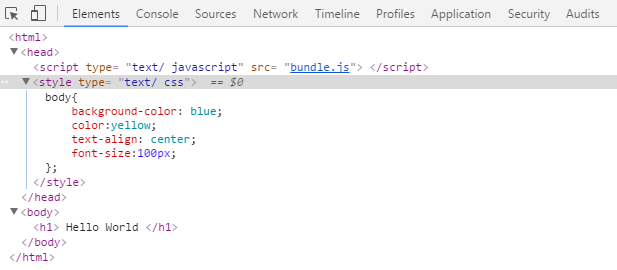 Elements Console Sources Network Timeline Profiles Application Security Audits
<html>
▼<head>
<script type= "text/ javascript" src= "bundle.js"> </script>
… ▼<style type= "text/ css"> == $0
body{
background-color: blue;
color:yellow;
text-align: center;
font-size:100px;
};
</style>
</head>
▼<body>
<h1> Hello World </h1>
</body>
</html>